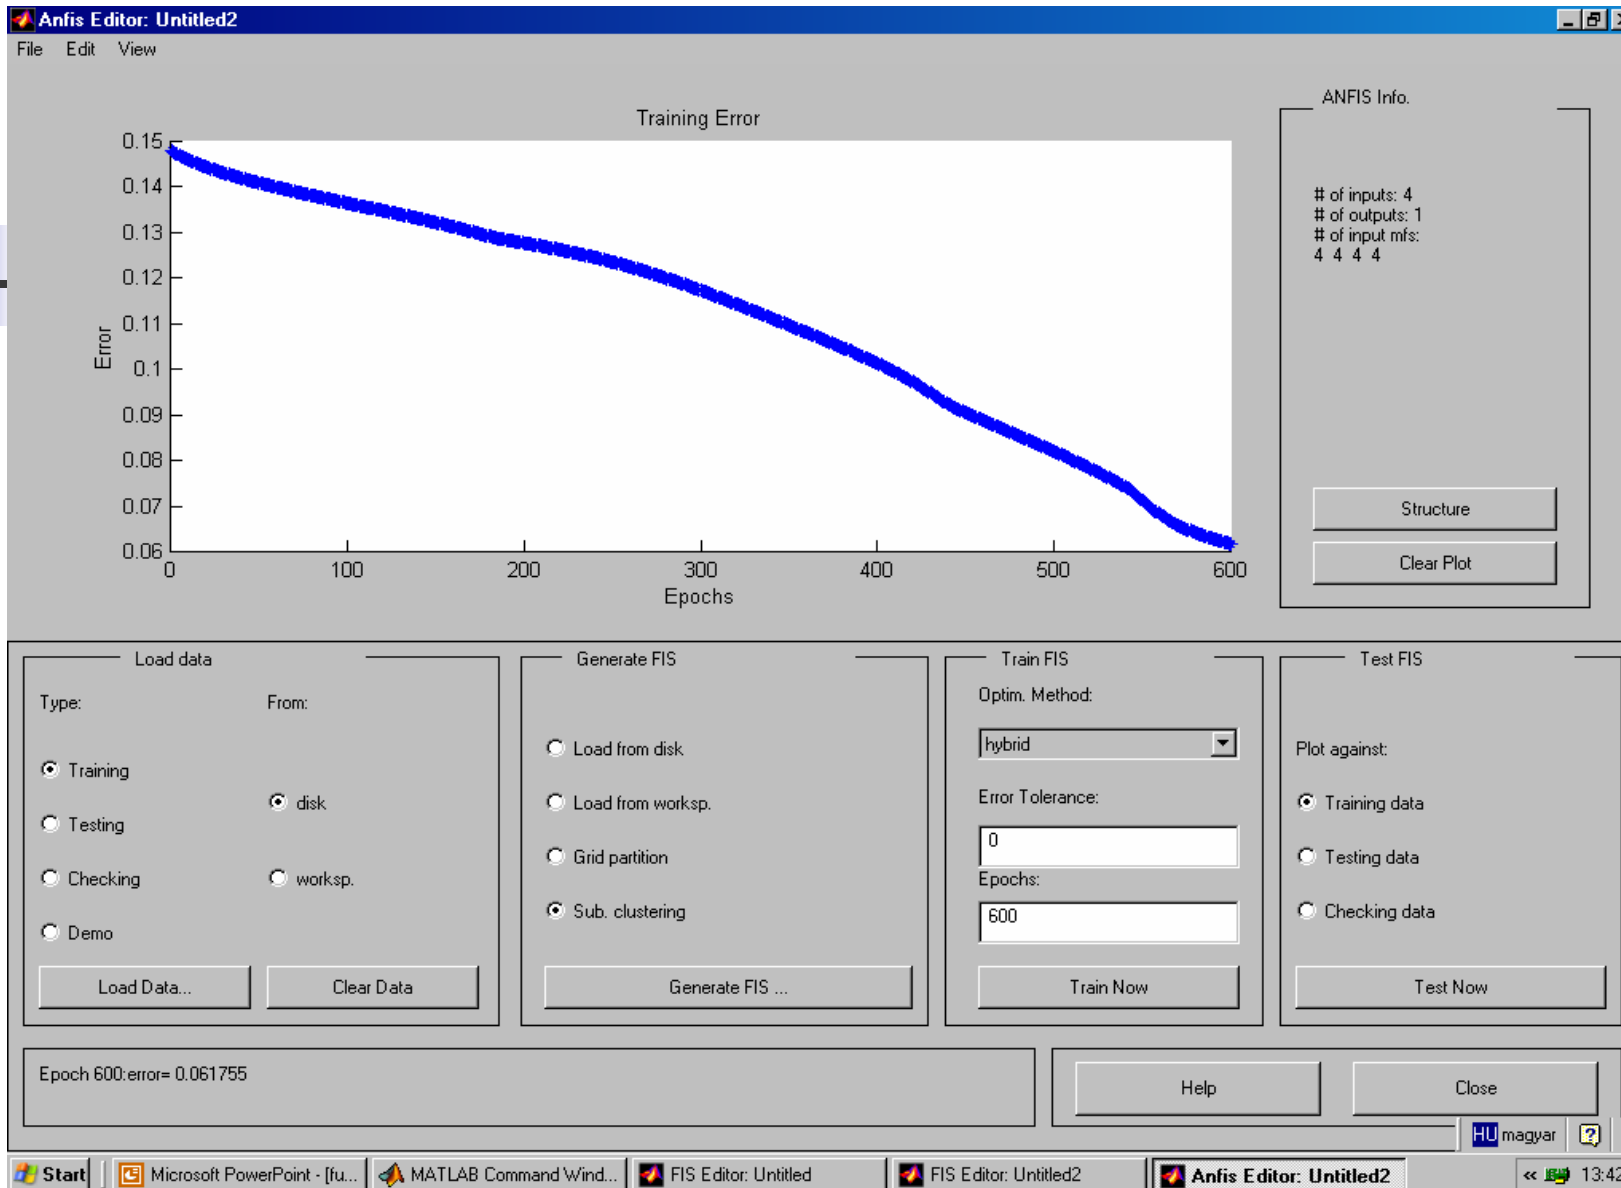 Anfis Editor: Untitled2
File Edit View
Training Error
0.15
0.14
0.13
0.12
0.11
0.1
0.09
0.08
0.07
0.06
Error
0 100 200 300 400 500 600
Epochs
ANFIS Info.
# of inputs: 4
# of outputs: 1
# of input mfs:
4 4 4 4
Structure
Clear Plot
Load data
Type: From:
Training
disk
Testing
Checking
worksp.
Demo
Load Data...
Clear Data
Generate FIS
Load from disk
Load from worksp.
Grid partition
Sub. clustering
Generate FIS ...
Train FIS
Optim. Method:
hybrid
Error Tolerance:
0
Epochs:
600
Train Now
Test FIS
Plot against:
Training data
Testing data
Checking data
Test Now
Epoch 600:error= 0.061755
Help
Close
HU magyar ?
Start Microsoft PowerPoint - [fu... MATLAB Command Wind... FIS Editor: Untitled FIS Editor: Untitled2 Anfis Editor: Untitled2 « 13:42